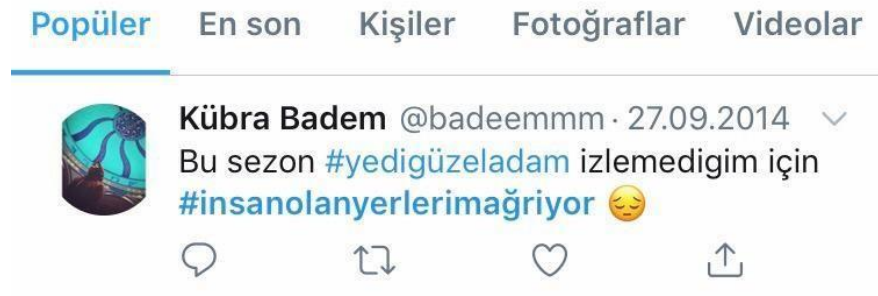 Popüler En son Kişiler Fotoğraflar Videolar
Kübra Badem @badeemmm · 27.09.2014
Bu sezon #yedigüzeladam izlemedigim için
#insanolanyerlerimağriyor 😔